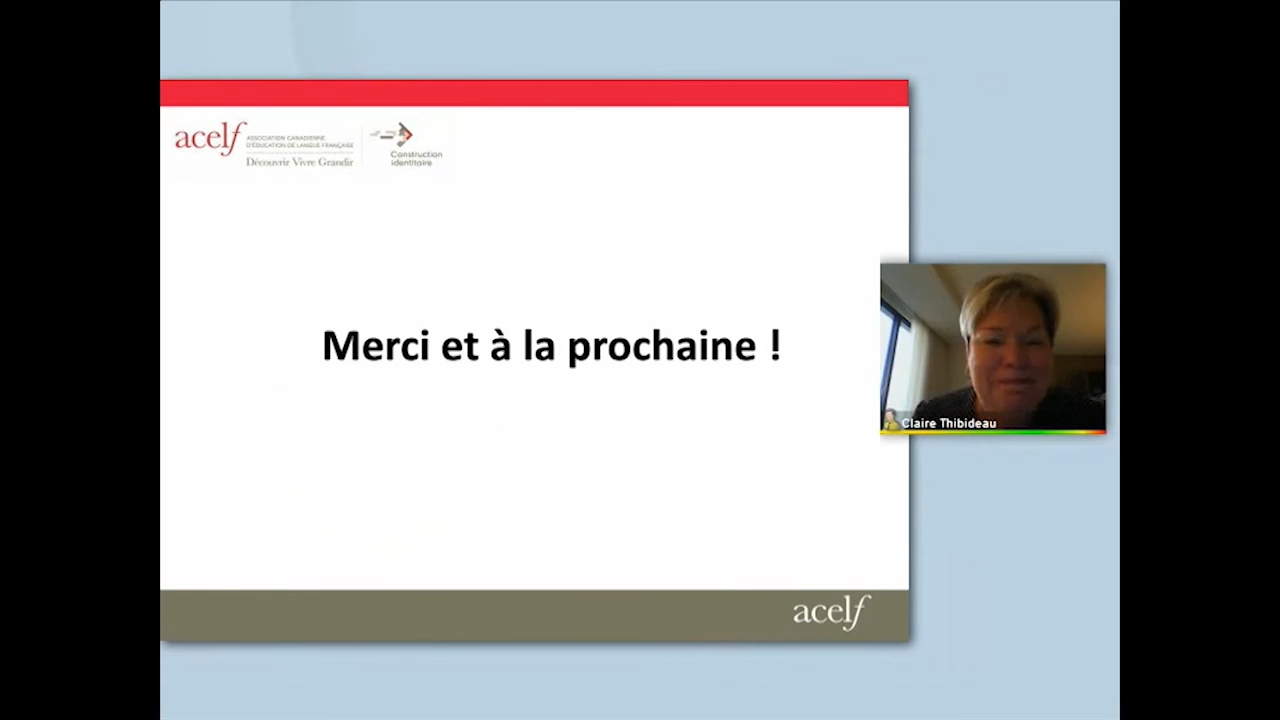 acelf
ASSOCIATION CANADIENNE
D'ÉDUCATION DE LANGUE FRANÇAISE
Découvrir Vivre Grandir
Construction
identitaire
Merci et à la prochaine !
Claire Thibideau
acelf